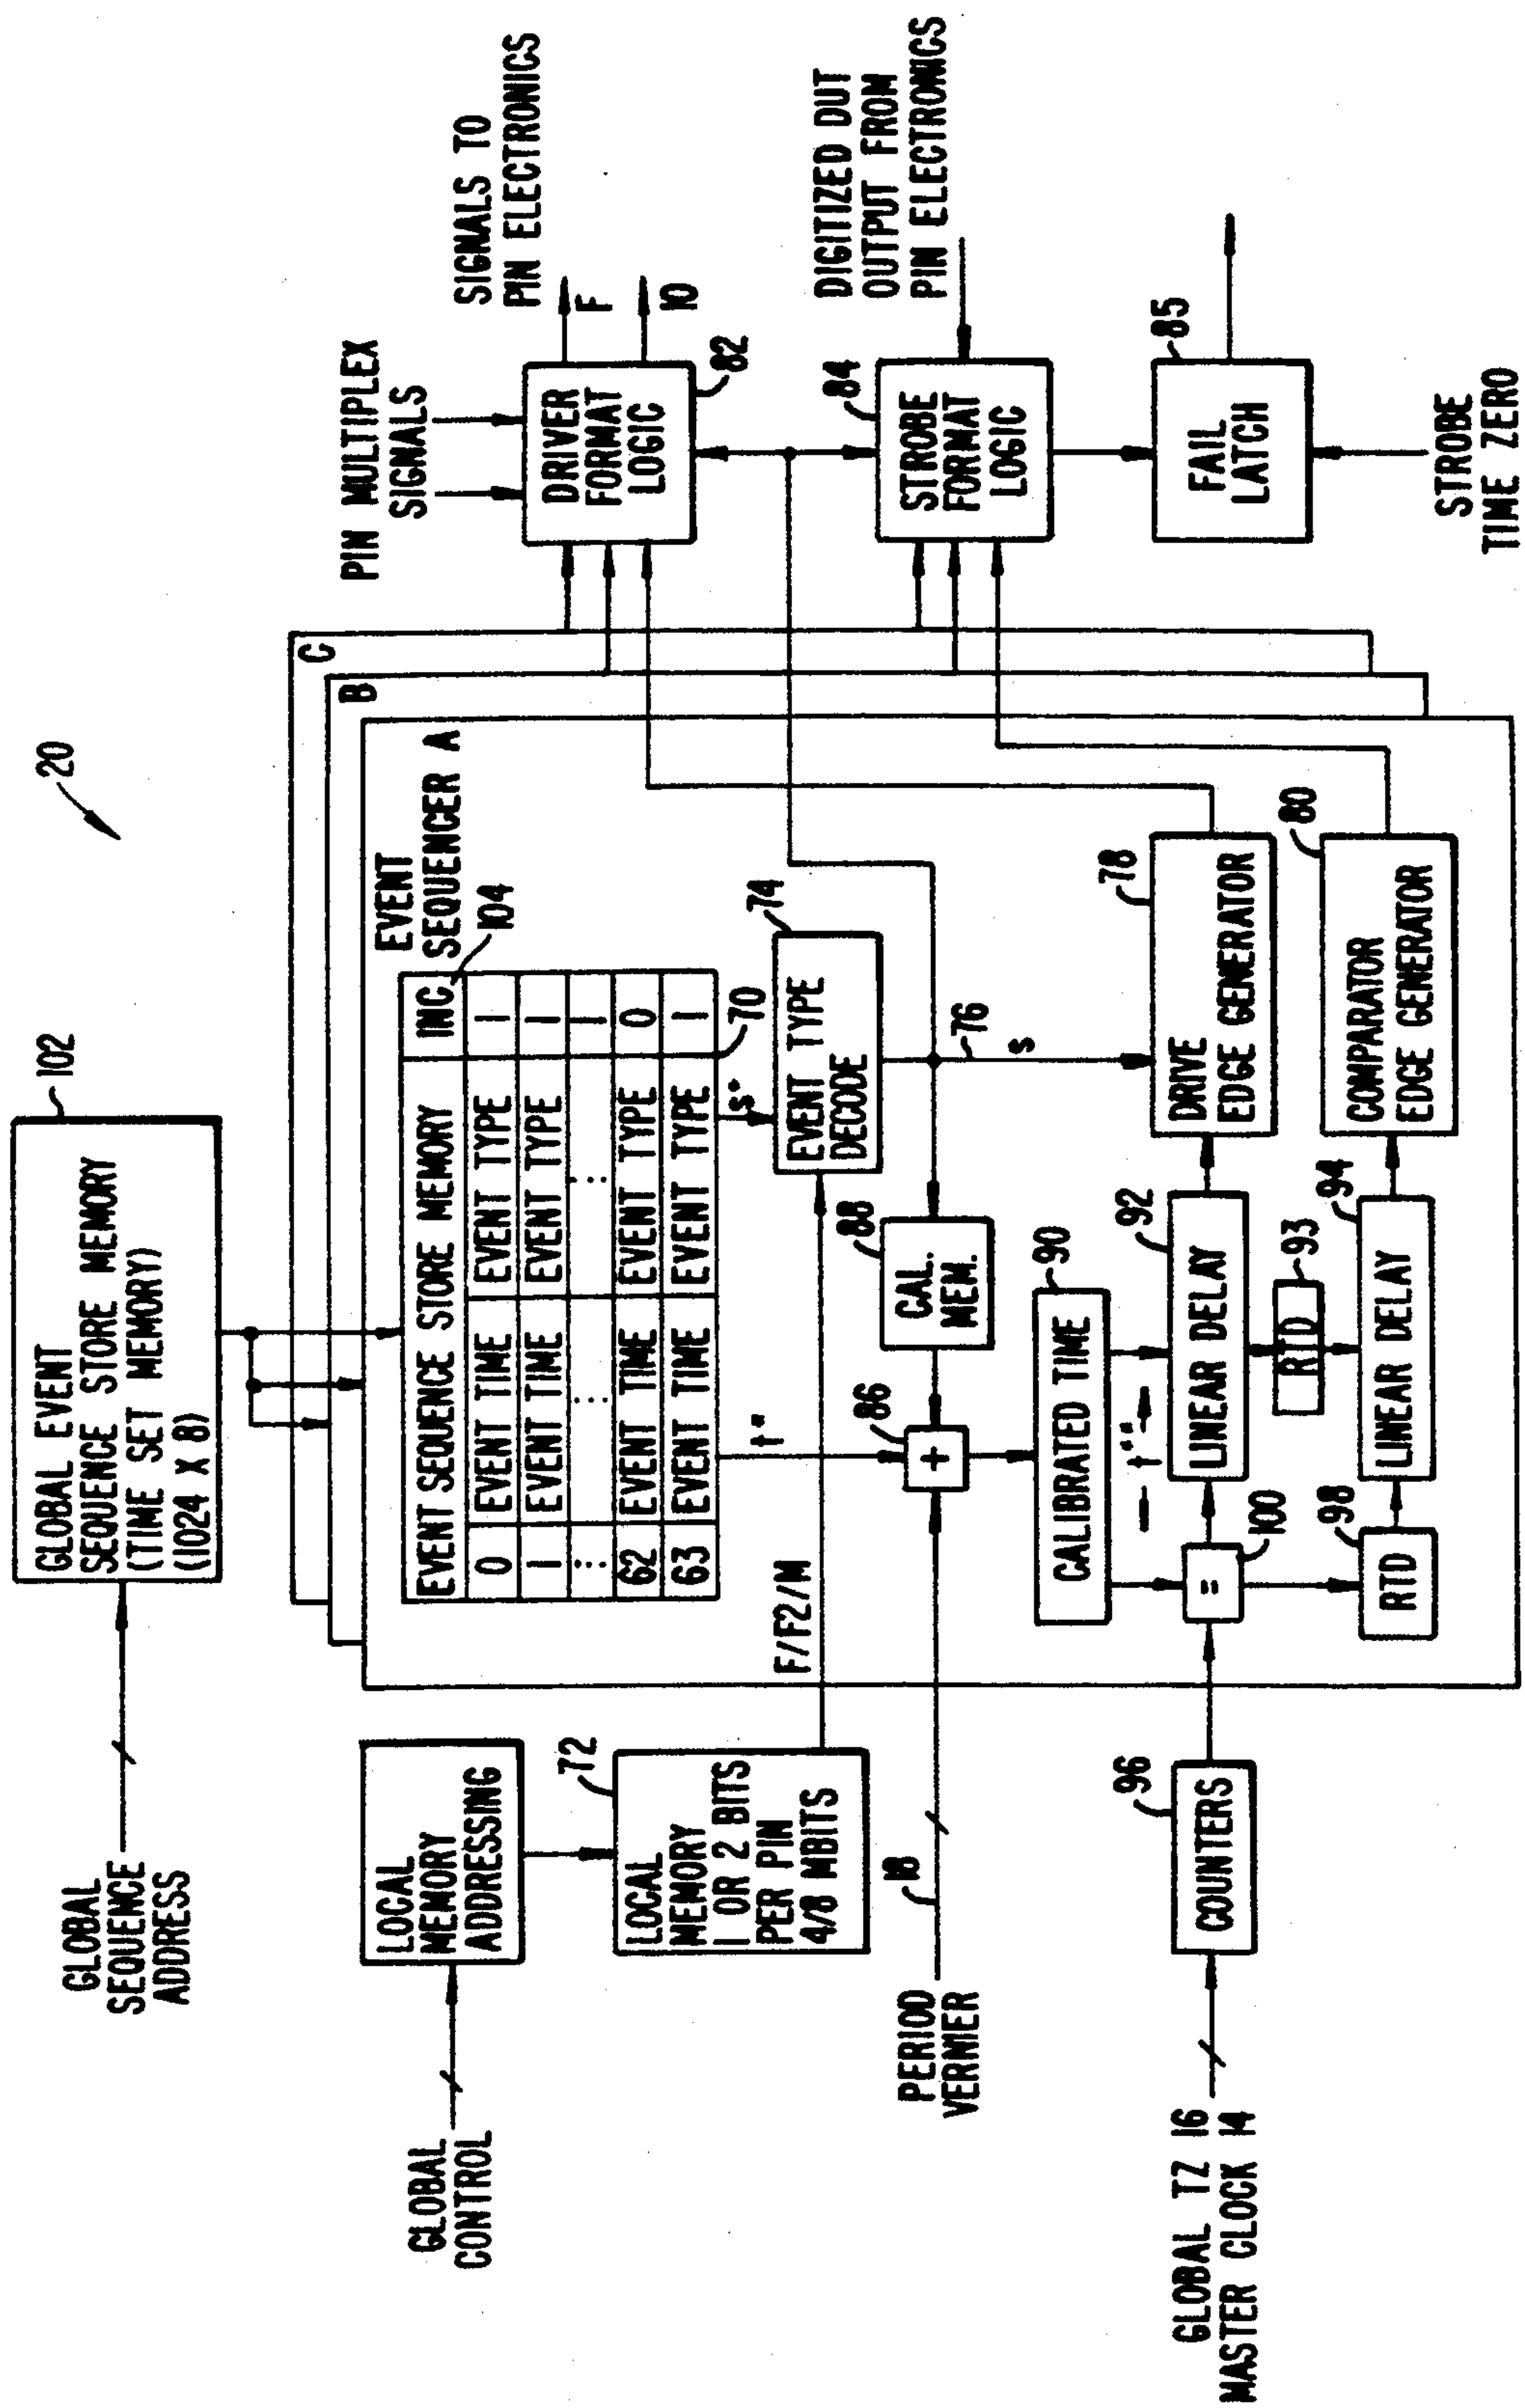 20
GLOBAL
SEQUENCE
ADDRESS
102
GLOBAL EVENT
SEQUENCE STORE MEMORY
(TIME SET MEMORY)
(1024 X 8)
C
B
EVENT
SEQUENCER A
104
EVENT SEQUENCE STORE MEMORY INC.
0 EVENT TIME EVENT TYPE 1
1 EVENT TIME EVENT TYPE 1
... ... ... 1
62 EVENT TIME EVENT TYPE 0
63 EVENT TIME EVENT TYPE 1
70
t"
s"
GLOBAL
CONTROL
LOCAL
MEMORY
ADDRESSING
72
LOCAL
MEMORY
1 OR 2 BITS
PER PIN
4/8 MBITS
F/F2/M
74
EVENT TYPE
DECODE
76
s
PERIOD
VERNIER
18
86
+
88
CAL.
MEM.
90
CALIBRATED TIME
t""
GLOBAL TZ 16
MASTER CLOCK 14
96
COUNTERS
100
=
92
LINEAR DELAY
93
RTD
98
RTD
94
LINEAR DELAY
78
DRIVE
EDGE GENERATOR
80
COMPARATOR
EDGE GENERATOR
PIN MULTIPLEX
SIGNALS
SIGNALS TO
PIN ELECTRONICS
F
IO
82
DRIVER
FORMAT
LOGIC
DIGITIZED DUT
OUTPUT FROM
PIN ELECTRONICS
84
STROBE
FORMAT
LOGIC
85
FAIL
LATCH
STROBE
TIME ZERO